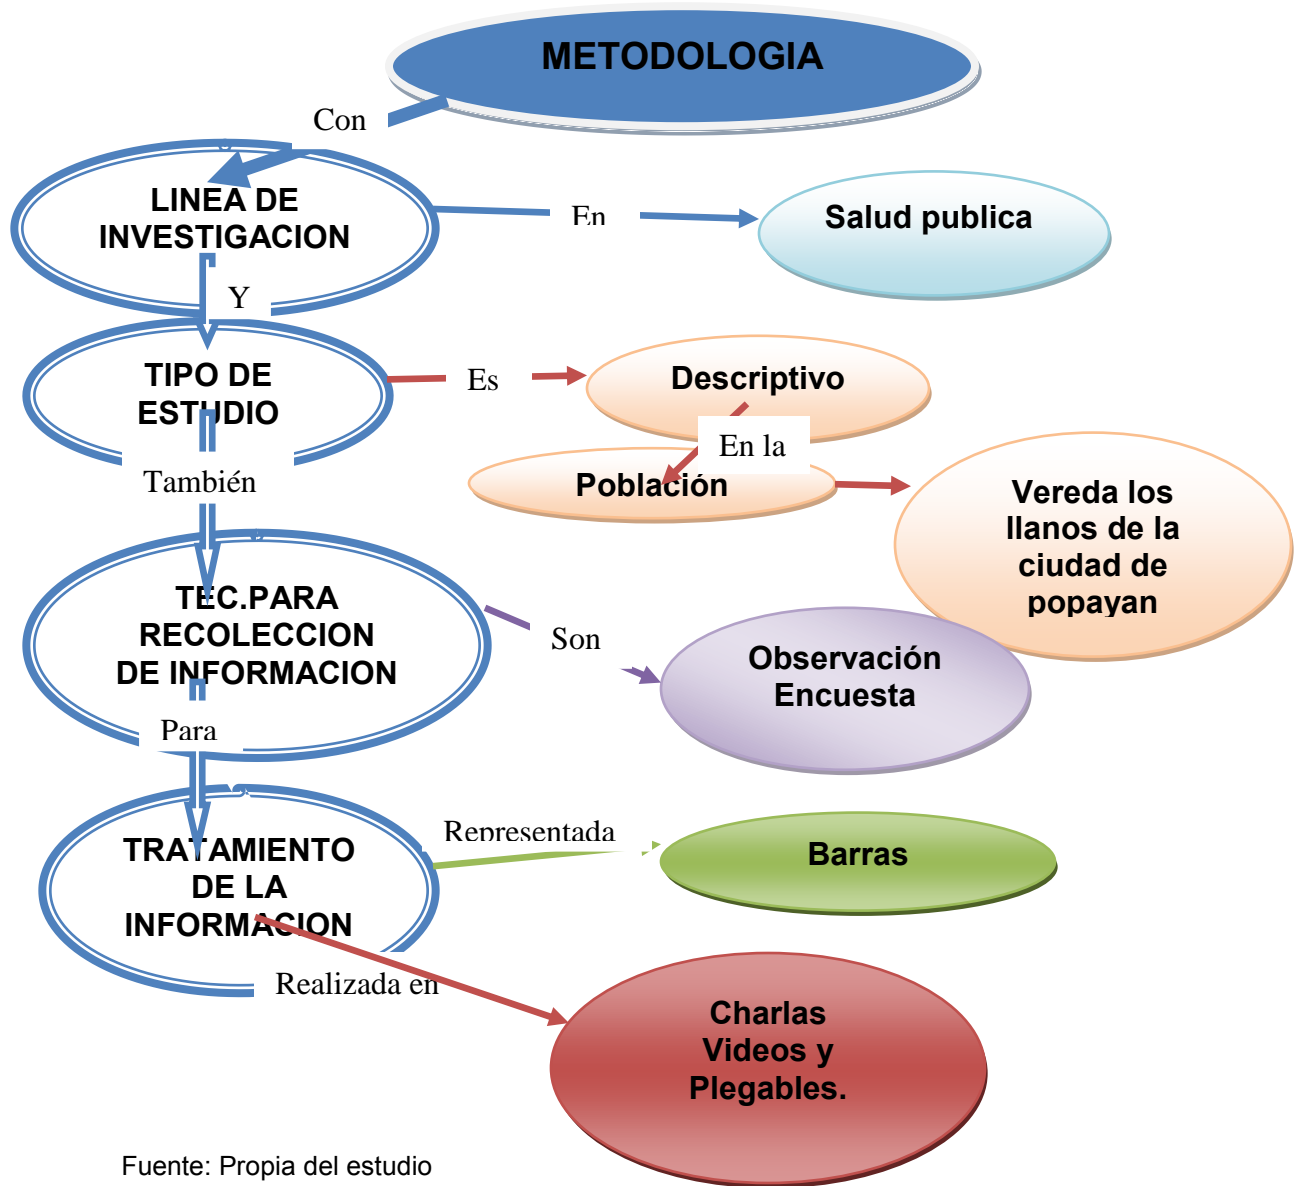 METODOLOGIA
Con
LINEA DE
INVESTIGACION
En
Salud publica
Y
TIPO DE
ESTUDIO
Es
Descriptivo
En la
Población
Vereda los
llanos de la
ciudad de
popayan
También
TEC.PARA
RECOLECCION
DE INFORMACION
Son
Observación
Encuesta
Para
TRATAMIENTO
DE LA
INFORMACION
Representada
Barras
Realizada en
Charlas
Videos y
Plegables.
Fuente: Propia del estudio